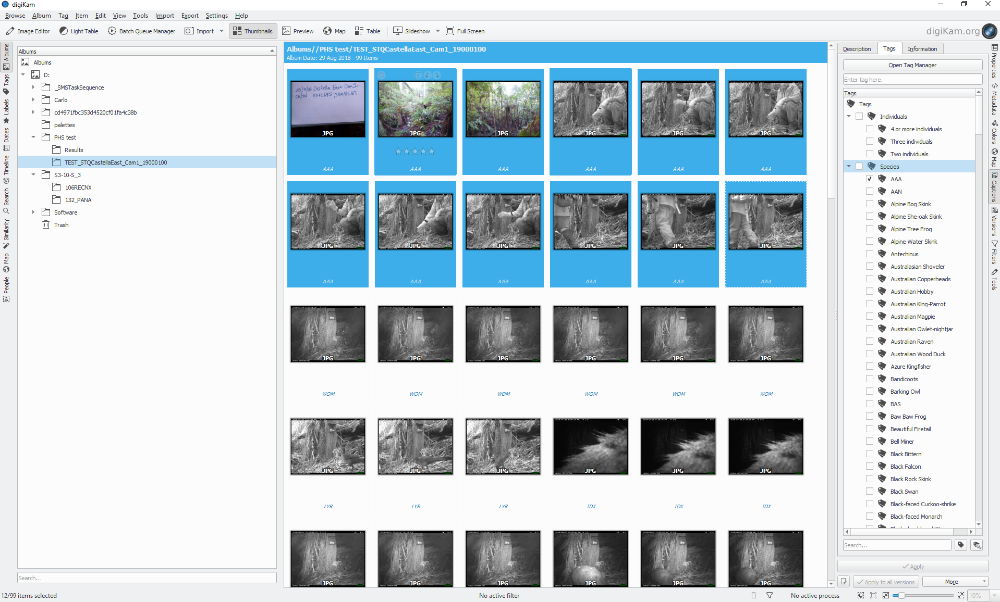 digiKam
Browse Album Tag Item Edit View Tools Import Export Settings Help
Image Editor Light Table Batch Queue Manager Import Thumbnails Preview Map Table Slideshow Full Screen
digiKam.org
Albums
Tags
Labels
Dates
Timeline
Search
Similarity
Map
People
Albums
Albums
D:
_SMSTaskSequence
Carlo
cd4971fbc353d4520cf01fa4c38b
palettes
PHS test
Results
TEST_STQCastellaEast_Cam1_19000100
S3-10-S_3
106RECNX
132_PANA
Software
Trash
Search...
Albums//PHS test/TEST_STQCastellaEast_Cam1_19000100
Album Date: 29 Aug 2018 - 99 Items
25/9/18 Castella East Cam1
0362695, 5848289
JPG JPG JPG JPG JPG JPG
AAA AAA AAA AAA AAA AAA
JPG JPG JPG JPG JPG JPG
AAA AAA AAA AAA AAA AAA
JPG JPG JPG JPG JPG JPG
WOM WOM WOM WOM WOM WOM
JPG JPG JPG JPG JPG JPG
LYR LYR LYR IDX IDX IDX
JPG JPG JPG JPG JPG JPG
Description Tags Information
Open Tag Manager
Enter tag here.
Tags
Tags
Individuals
4 or more individuals
Three individuals
Two individuals
Species
AAA
AAN
Alpine Bog Skink
Alpine She-oak Skink
Alpine Tree Frog
Alpine Water Skink
Antechinus
Australasian Shoveler
Australian Copperheads
Australian Hobby
Australian King-Parrot
Australian Magpie
Australian Owlet-nightjar
Australian Raven
Australian Wood Duck
Azure Kingfisher
Bandicoots
Barking Owl
BAS
Baw Baw Frog
Beautiful Firetail
Bell Miner
Black Bittern
Black Falcon
Black Rock Skink
Black Swan
Black-faced Cuckoo-shrike
Black-faced Monarch
Search...
Apply
Apply to all versions More
Properties
Metadata
Colors
Map
Captions
Versions
Filters
Tools
12/99 items selected
No active filter
No active process
10%